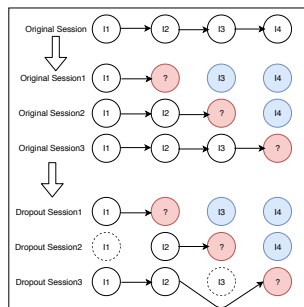 Original Session I1 I2 I3 I4
Original Session1 I1 ? I3 I4
Original Session2 I1 I2 ? I4
Original Session3 I1 I2 I3 ?
Dropout Session1 I1 ? I3 I4
Dropout Session2 I1 I2 ? I4
Dropout Session3 I1 I2 I3 ?